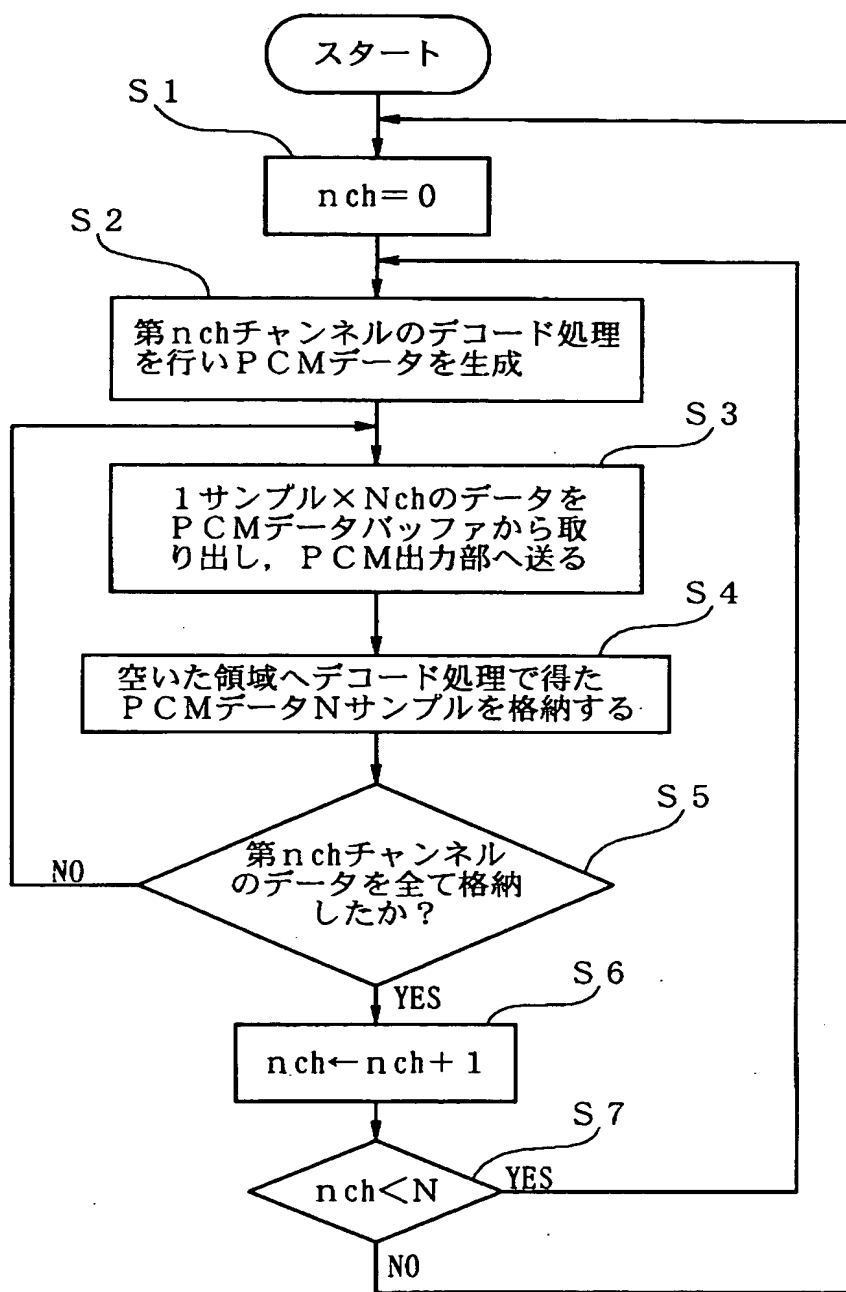 スタート
S1
nch=0
S2
第nchチャンネルのデコード処理
を行いPCMデータを生成
S3
1サンプル×Nchのデータを
PCMデータバッファから取
り出し,PCM出力部へ送る
S4
空いた領域へデコード処理で得た
PCMデータNサンプルを格納する
S5
第nchチャンネル
のデータを全て格納
したか?
NO
YES
S6
nch←nch+1
S7
nch<N
YES
NO